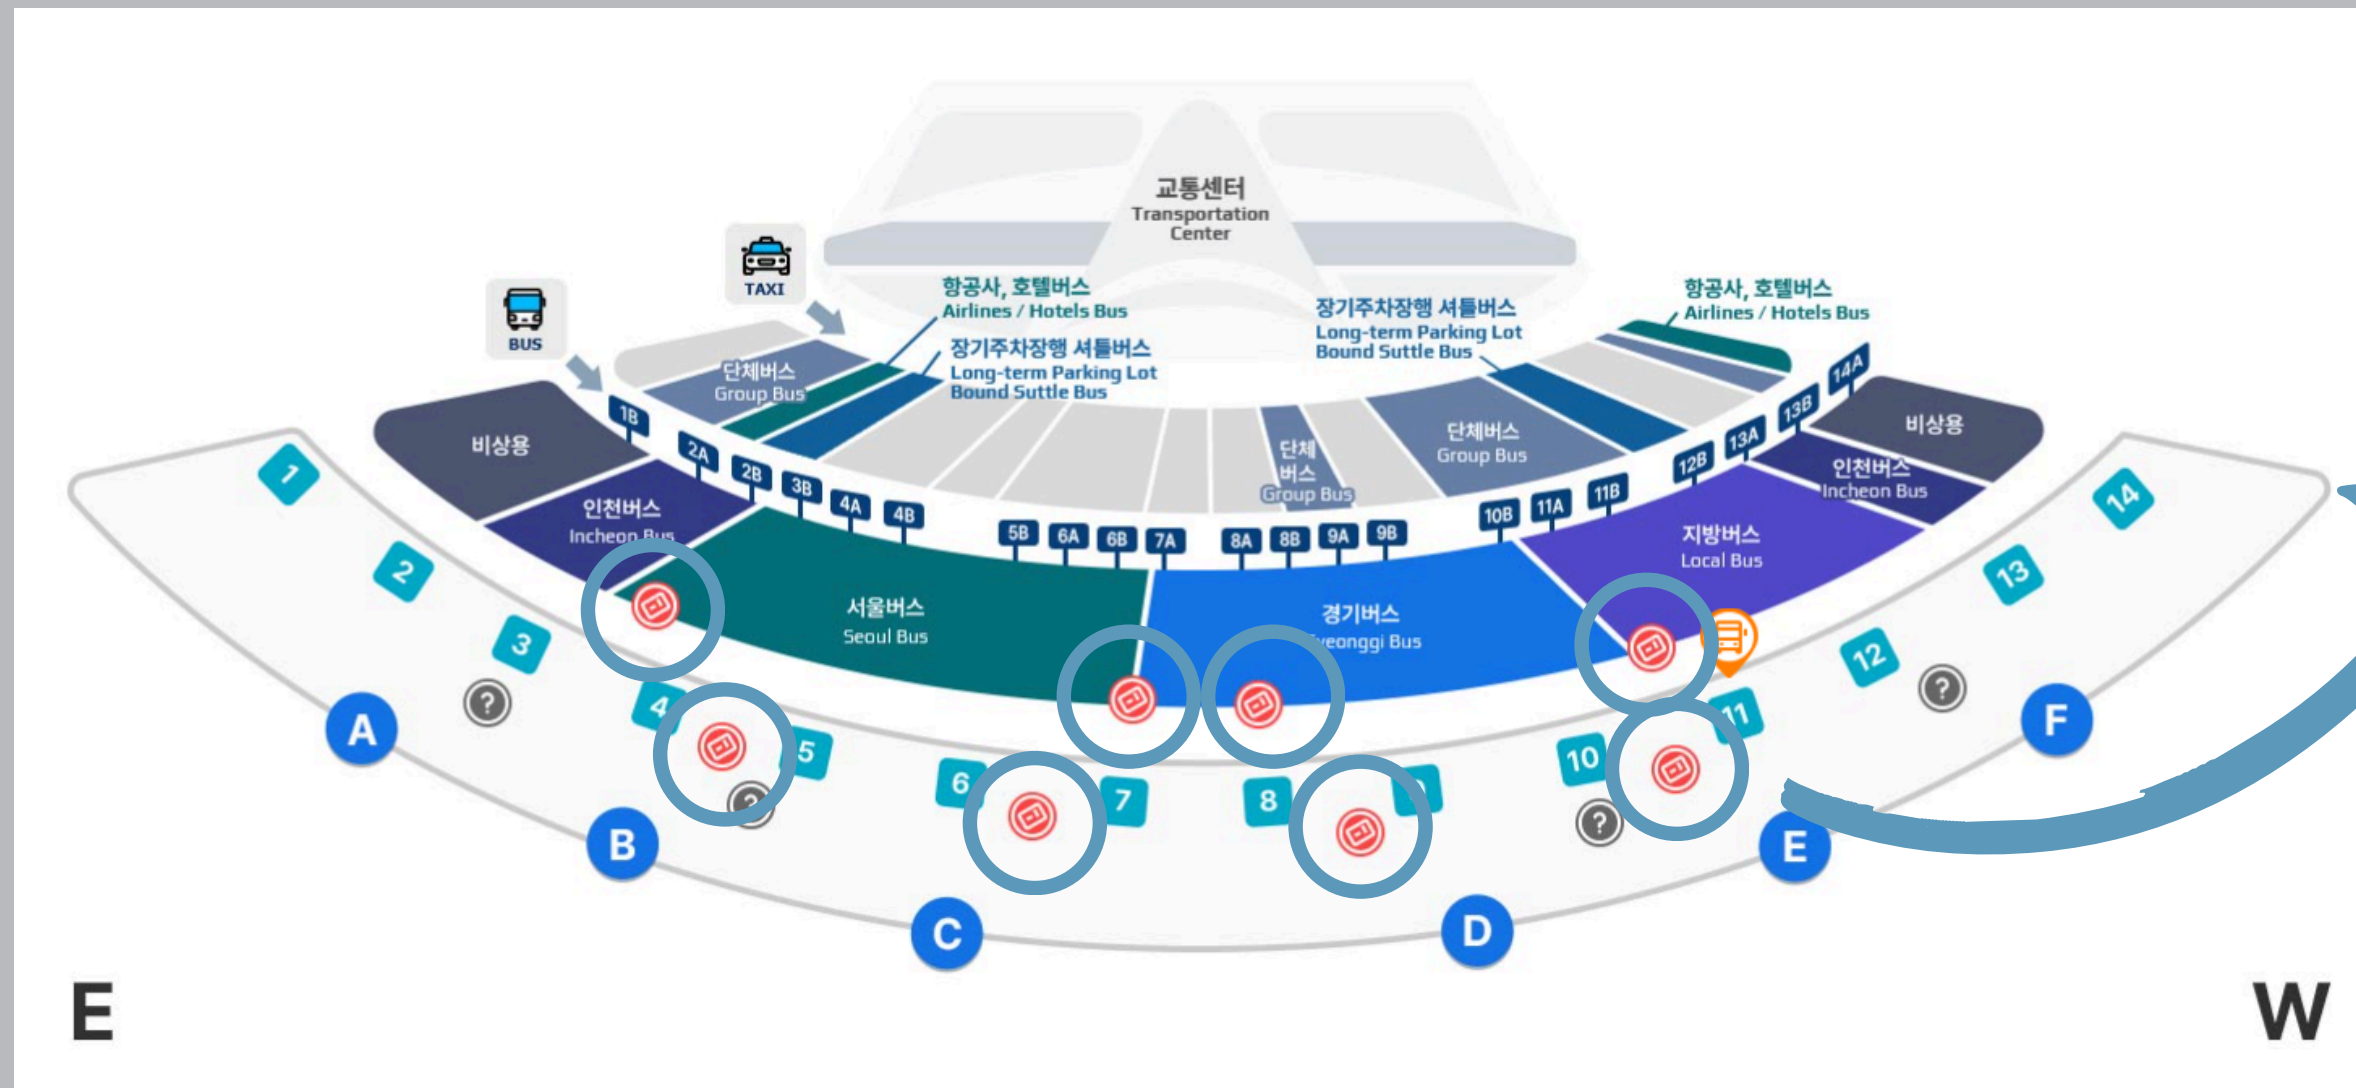 교통센터
Transportation
Center
TAXI
BUS
항공사, 호텔버스
Airlines / Hotels Bus
장기주차장행 셔틀버스
Long-term Parking Lot
Bound Suttle Bus
장기주차장행 셔틀버스
Long-term Parking Lot
Bound Suttle Bus
항공사, 호텔버스
Airlines / Hotels Bus
단체버스
Group Bus
단체
버스
Group Bus
단체버스
Group Bus
1B
2A
2B
3B
4A
4B
5B
6A
6B
7A
8A
8B
9A
9B
10B
11A
11B
12B
13A
13B
14A
비상용
인천버스
Incheon Bus
서울버스
Seoul Bus
경기버스
yeonggi Bus
지방버스
Local Bus
인천버스
Incheon Bus
비상용
1
2
3
4
5
6
7
8
10
11
12
13
14
?
?
?
?
A
B
C
D
E
F
E
W